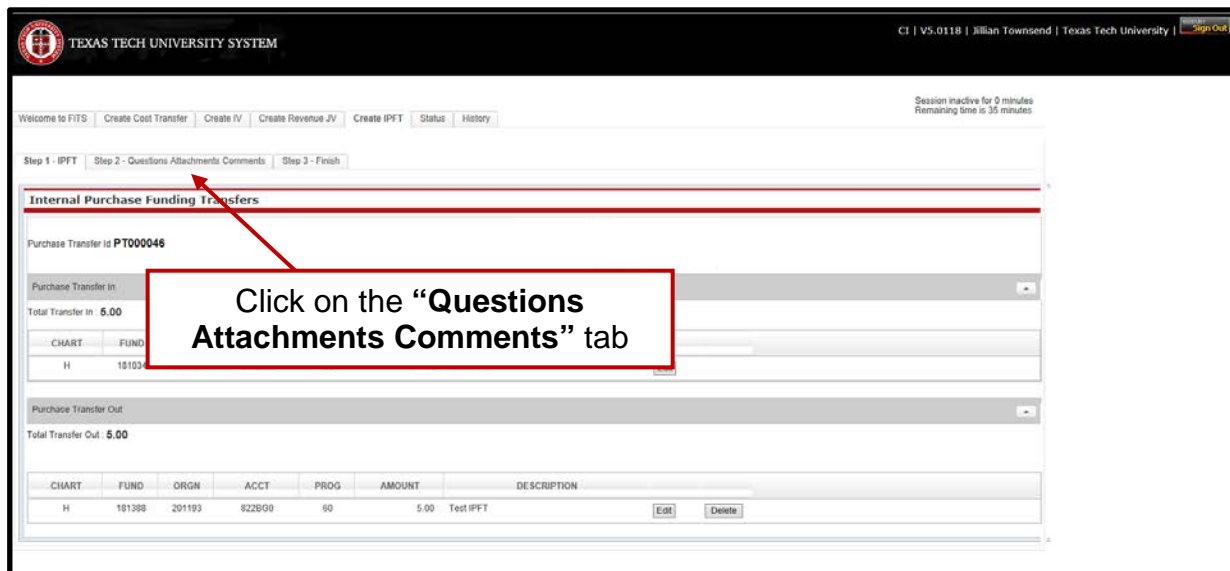 TEXAS TECH UNIVERSITY SYSTEM
CI | V5.0118 | Jillian Townsend | Texas Tech University | Sign Out
Session inactive for 0 minutes
Remaining time is 35 minutes
Welcome to FiTS | Create Cost Transfer | Create IV | Create Revenue JV | Create IPFT | Status | History
Step 1 - IPFT | Step 2 - Questions Attachments Comments | Step 3 - Finish
Internal Purchase Funding Transfers
Purchase Transfer Id PT000046
Purchase Transfer In
Total Transfer In : 5.00
CHART FUND
H 181034
Click on the “Questions
Attachments Comments” tab
Purchase Transfer Out
Total Transfer Out : 5.00
CHART FUND ORGN ACCT PROG AMOUNT DESCRIPTION
H 181388 201193 822BG0 60 5.00 Test IPFT Edit Delete